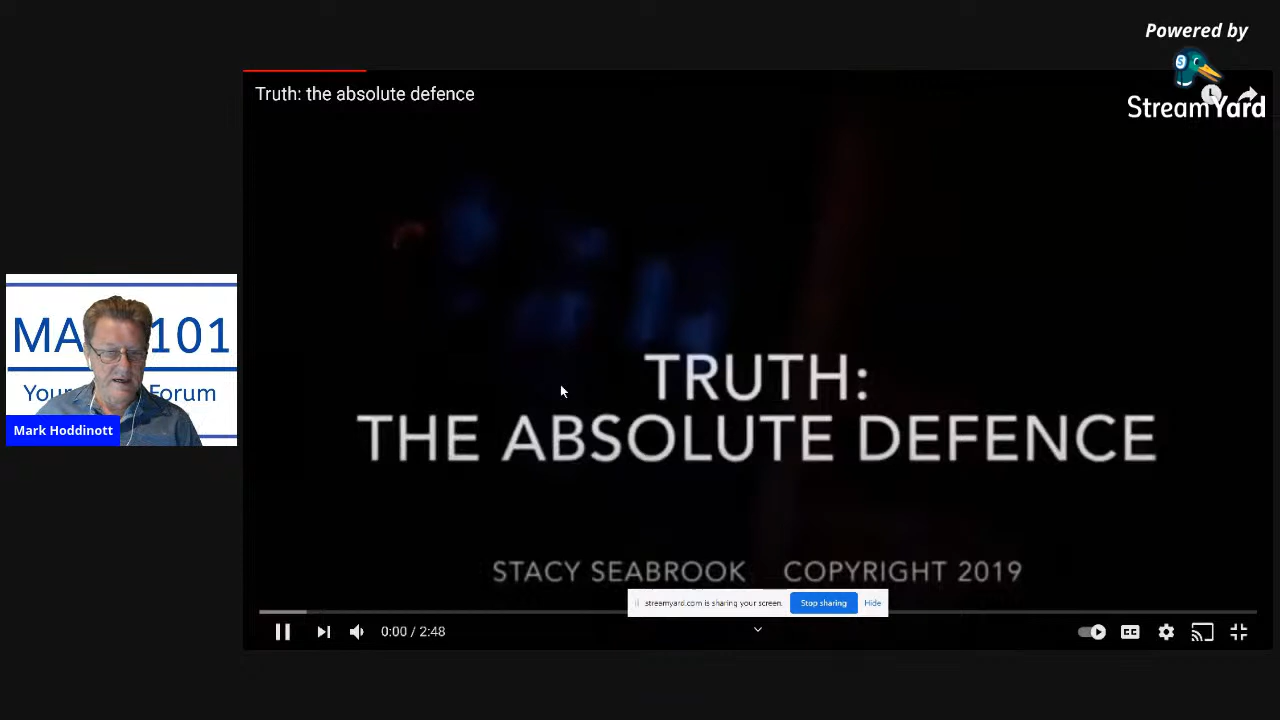 Powered by
StreamYard
Truth: the absolute defence
TRUTH:
THE ABSOLUTE DEFENCE
STACY SEABROOK COPYRIGHT 2019
MA 101
Your Forum
Mark Hoddinott
streamyard.com is sharing your screen. Stop sharing Hide
0:00 / 2:48
CC